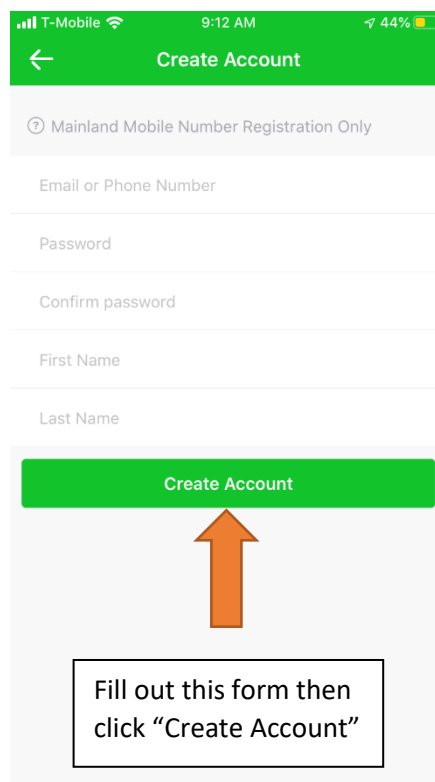 T-Mobile 9:12 AM 44%
Create Account
? Mainland Mobile Number Registration Only
Email or Phone Number
Password
Confirm password
First Name
Last Name
Create Account
Fill out this form then
click “Create Account”